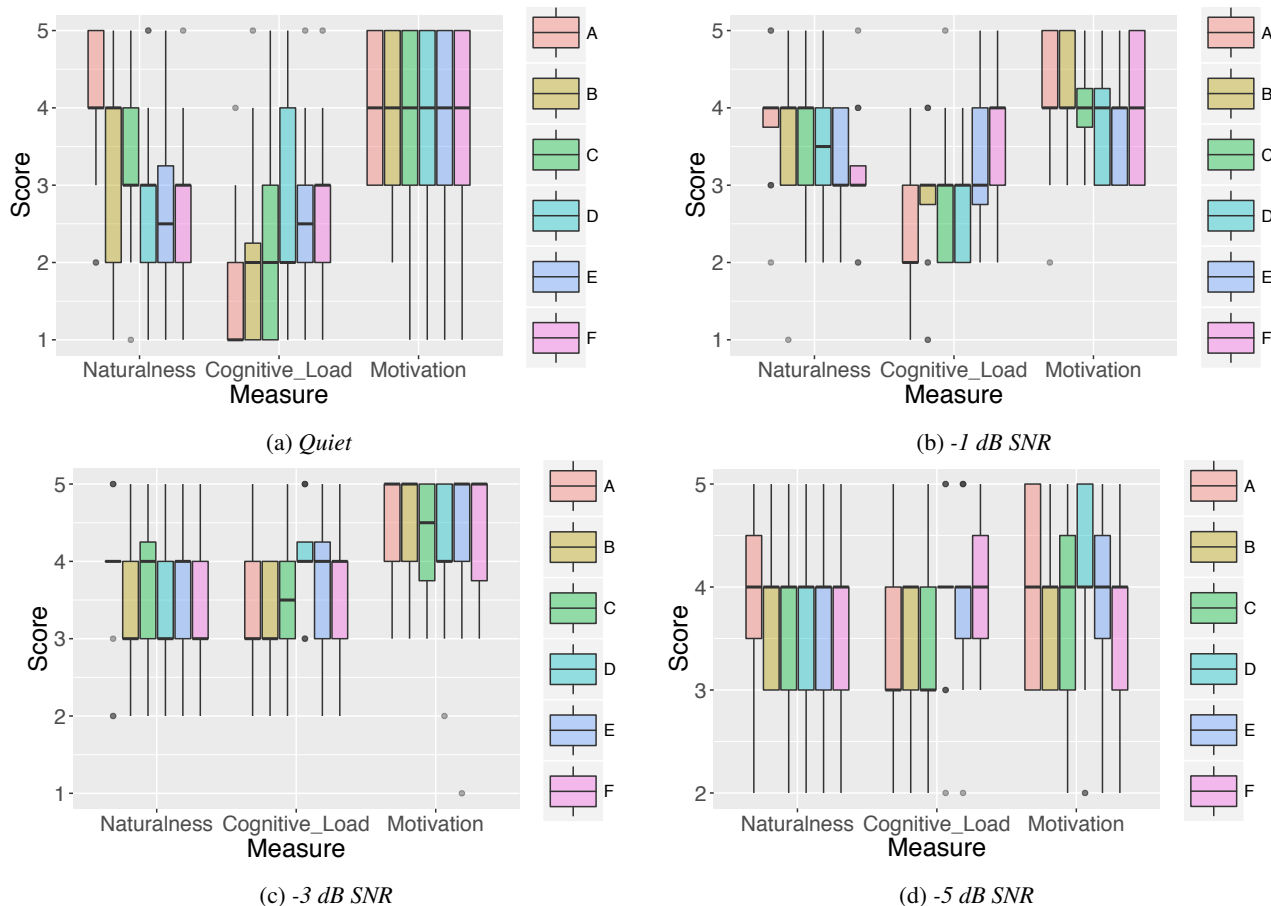 5
4
3
2
1
Score
Naturalness Cognitive_Load Motivation
Measure
A
B
C
D
E
F
(a) Quiet
5
4
3
2
1
Score
Naturalness Cognitive_Load Motivation
Measure
A
B
C
D
E
F
(b) -1 dB SNR
5
4
3
2
1
Score
Naturalness Cognitive_Load Motivation
Measure
A
B
C
D
E
F
(c) -3 dB SNR
5
4
3
2
Score
Naturalness Cognitive_Load Motivation
Measure
A
B
C
D
E
F
(d) -5 dB SNR